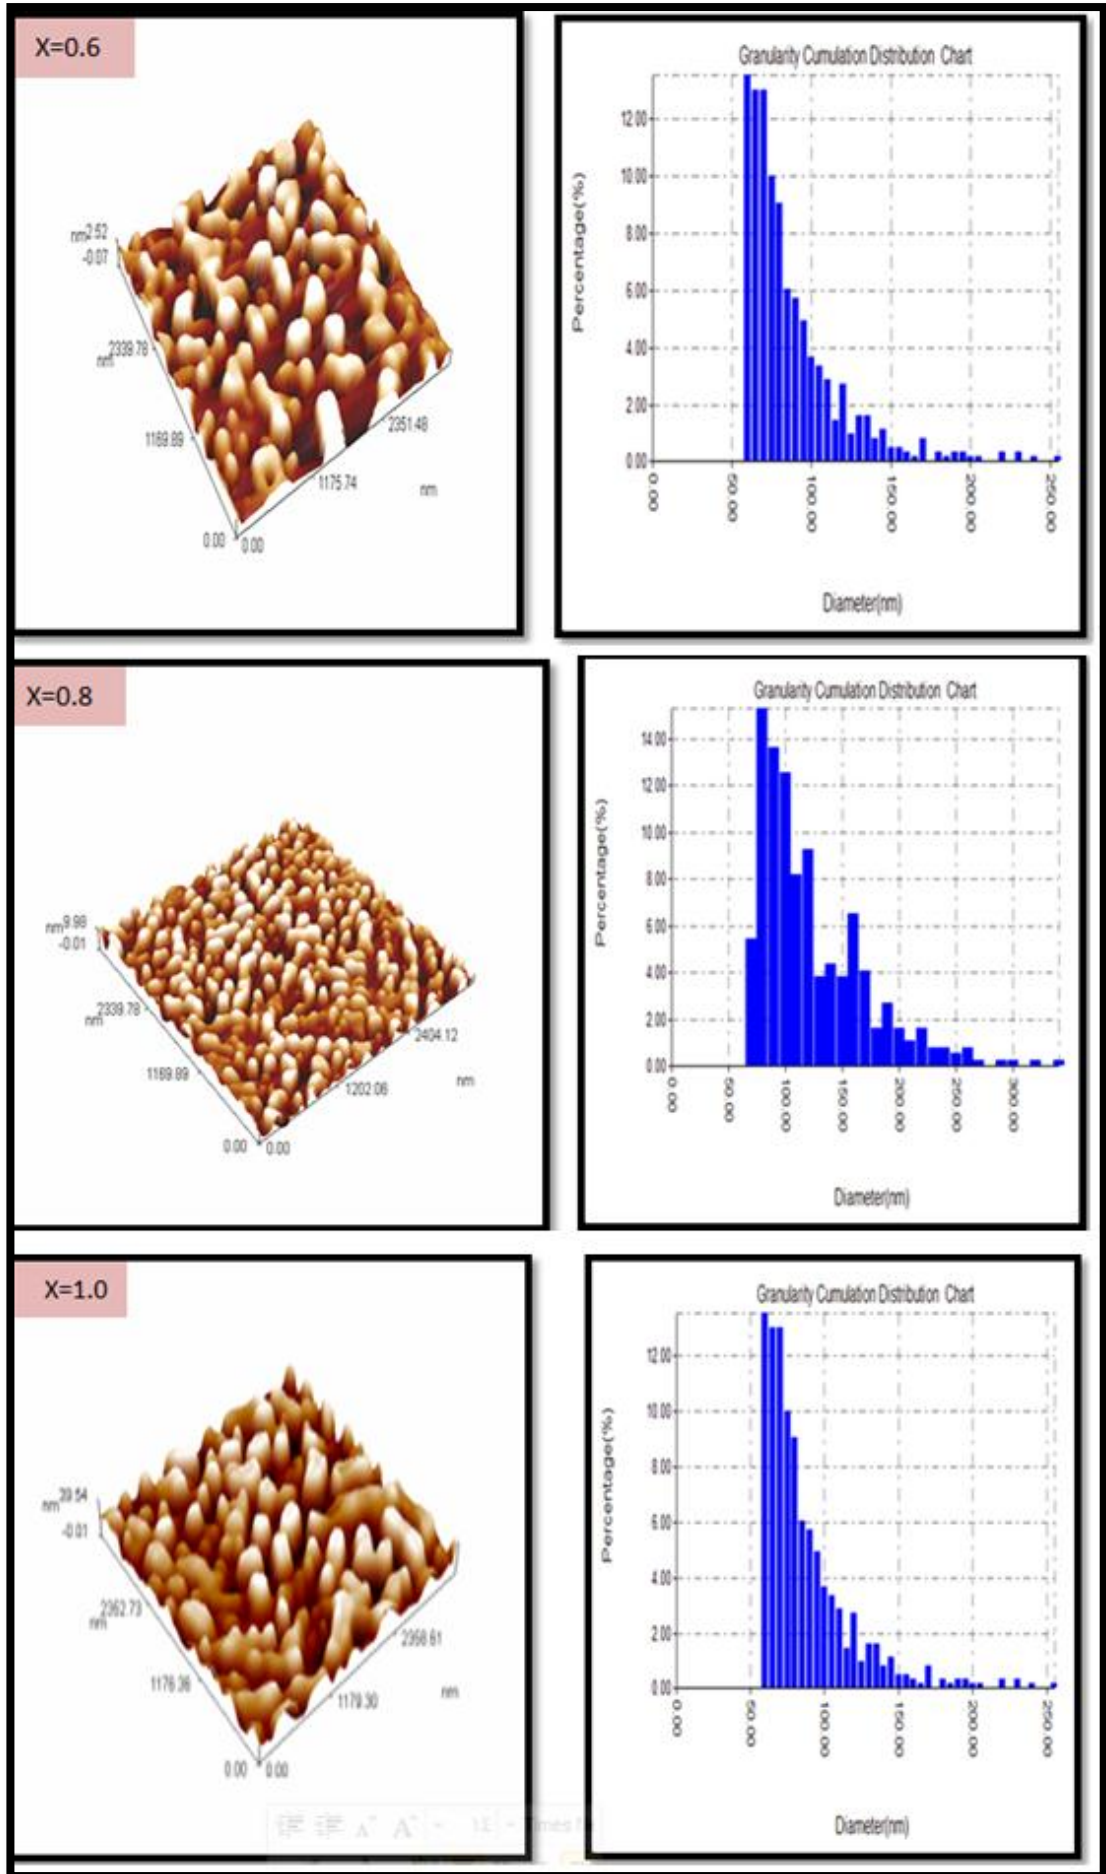 X=0.6
nm 2.52
-0.07
2339.78
nm
1169.89
0.00
0.00
1175.74
2351.48
nm
Granularity Cumulation Distribution Chart
Percentage(%)
12.00
10.00
8.00
6.00
4.00
2.00
0.00
0.00
50.00
100.00
150.00
200.00
250.00
Diameter(nm)
X=0.8
nm 9.98
-0.01
2339.78
nm
1169.89
0.00
0.00
1202.06
2404.12
nm
Granularity Cumulation Distribution Chart
Percentage(%)
14.00
12.00
10.00
8.00
6.00
4.00
2.00
0.00
0.00
50.00
100.00
150.00
200.00
250.00
300.00
Diameter(nm)
X=1.0
nm 39.54
-0.01
2352.73
nm
1176.36
0.00
0.00
1179.30
2358.61
nm
Granularity Cumulation Distribution Chart
Percentage(%)
12.00
10.00
8.00
6.00
4.00
2.00
0.00
0.00
50.00
100.00
150.00
200.00
250.00
Diameter(nm)